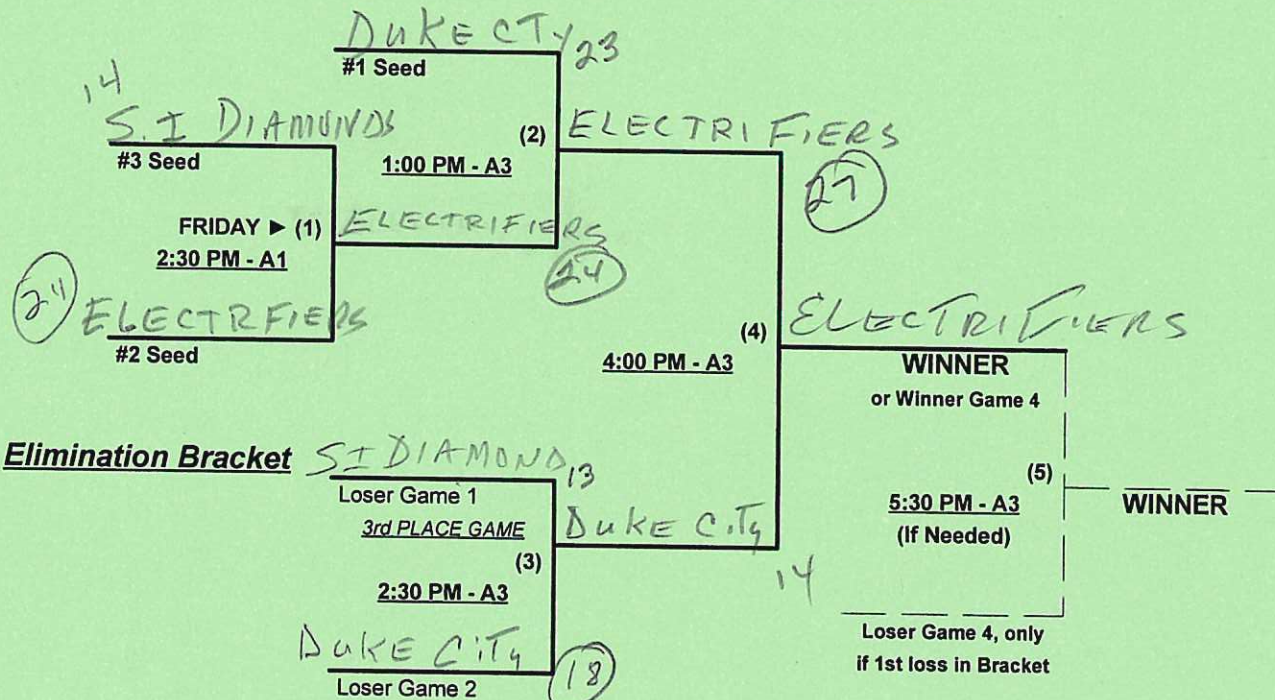 DUKE CTY 23
#1 Seed
14
S.I DIAMONDS
#3 Seed
(2) ELECTRIFIERS
1:00 PM - A3
27
FRIDAY ► (1) ELECTRIFIERS
2:30 PM - A1
24
24 ELECTRFIERS
#2 Seed
(4) ELECTRIFIERS
4:00 PM - A3
WINNER
or Winner Game 4
Elimination Bracket SI DIAMOND 13
Loser Game 1
3rd PLACE GAME
DUKE CiTy
(3)
2:30 PM - A3
14
(5)
5:30 PM - A3
(If Needed)
WINNER
DUKE CiTy 18
Loser Game 2
Loser Game 4, only
if 1st loss in Bracket